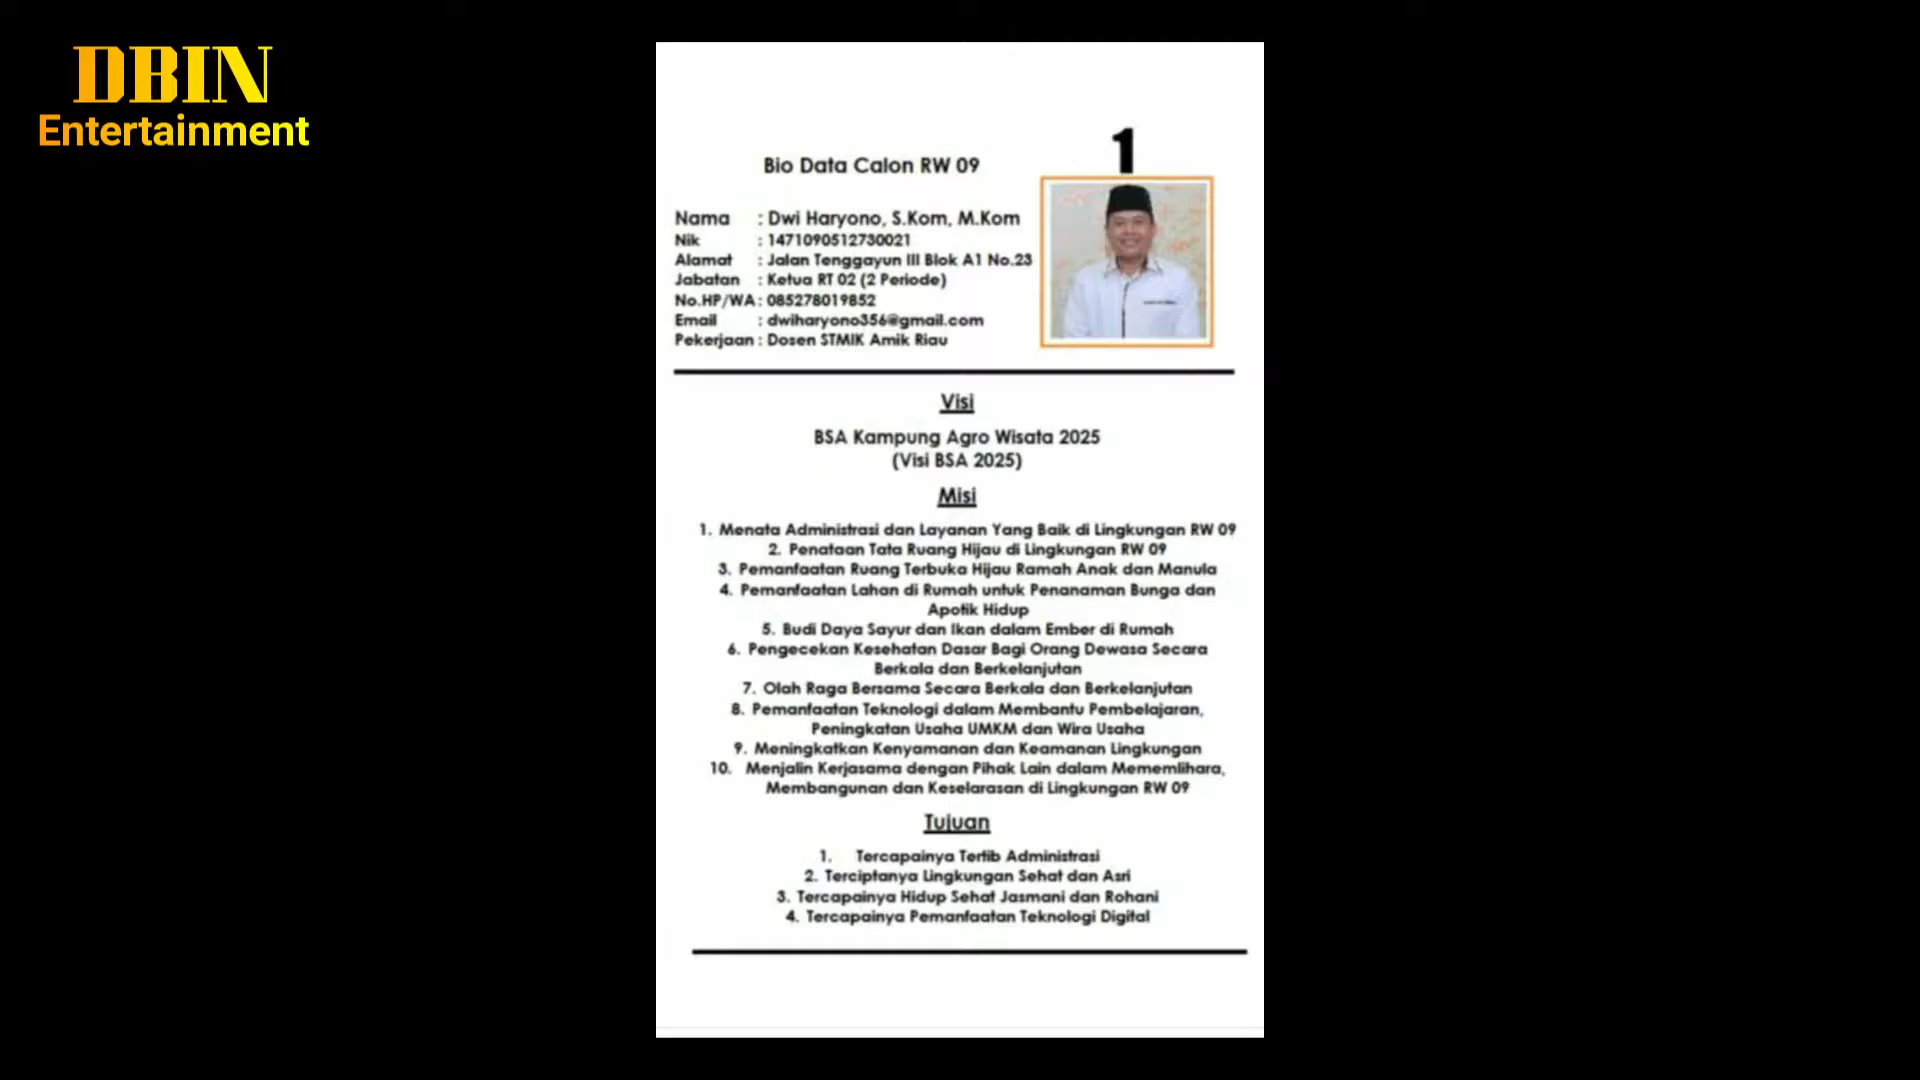 DBIN
Entertainment
1
Bio Data Calon RW 09
Nama : Dwi Haryono, S.Kom, M.Kom
Nik : 1471090512730021
Alamat : Jalan Tenggayun III Blok A1 No.23
Jabatan : Ketua RT 02 (2 Periode)
No.HP/WA : 085278019852
Email : dwiharyono356@gmail.com
Pekerjaan : Dosen STMIK Amik Riau
Visi
BSA Kampung Agro Wisata 2025
(Visi BSA 2025)
Misi
1. Menata Administrasi dan Layanan Yang Baik di Lingkungan RW 09
2. Penataan Tata Ruang Hijau di Lingkungan RW 09
3. Pemanfaatan Ruang Terbuka Hijau Ramah Anak dan Manula
4. Pemanfaatan Lahan di Rumah untuk Penanaman Bunga dan
Apotik Hidup
5. Budi Daya Sayur dan Ikan dalam Ember di Rumah
6. Pengecekan Kesehatan Dasar Bagi Orang Dewasa Secara
Berkala dan Berkelanjutan
7. Olah Raga Bersama Secara Berkala dan Berkelanjutan
8. Pemanfaatan Teknologi dalam Membantu Pembelajaran,
Peningkatan Usaha UMKM dan Wira Usaha
9. Meningkatkan Kenyamanan dan Keamanan Lingkungan
10. Menjalin Kerjasama dengan Pihak Lain dalam Mememlihara,
Membangunan dan Keselarasan di Lingkungan RW 09
Tujuan
1. Tercapainya Tertib Administrasi
2. Terciptanya Lingkungan Sehat dan Asri
3. Tercapainya Hidup Sehat Jasmani dan Rohani
4. Tercapainya Pemanfaatan Teknologi Digital